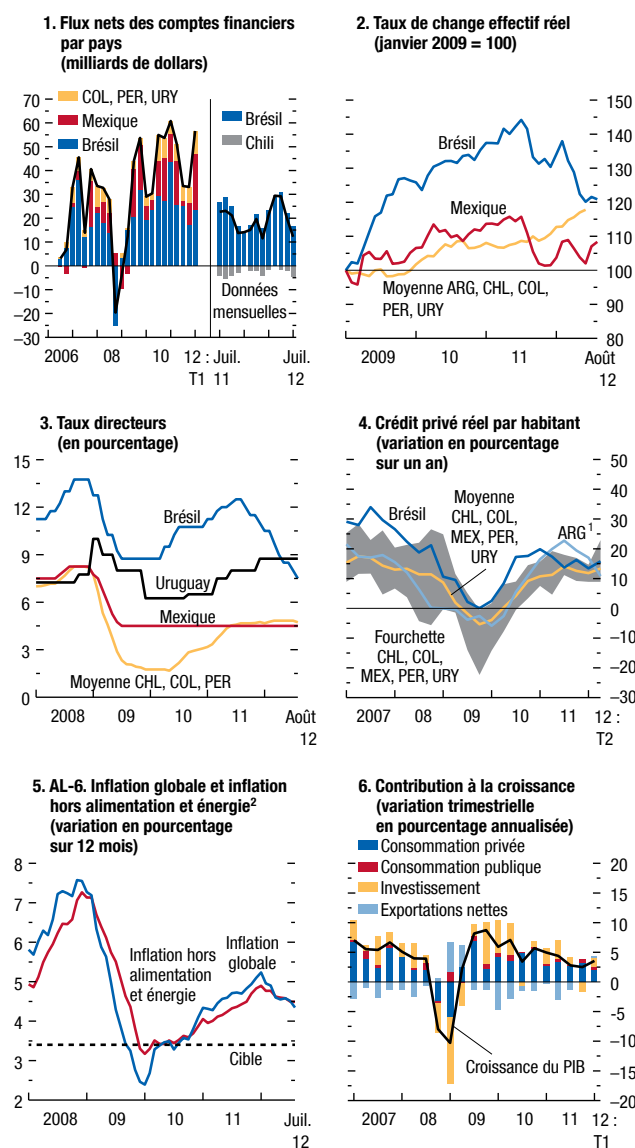 1. Flux nets des comptes financiers
par pays
(milliards de dollars)
COL, PER, URY
Mexique
Brésil
Brésil
Chili
70
60
50
40
30
20
10
0
–10
–20
–30
Données
mensuelles
2006 08 10 12 : Juil. Juil.
T1 11 12
2. Taux de change effectif réel
(janvier 2009 = 100)
Brésil
Mexique
Moyenne ARG, CHL, COL,
PER, URY
150
140
130
120
110
100
90
80
2009 10 11 Août
12
3. Taux directeurs
(en pourcentage)
15
12
9
6
3
0
Brésil
Uruguay
Mexique
Moyenne CHL, COL, PER
2008 09 10 11 Août
12
4. Crédit privé réel par habitant
(variation en pourcentage
sur un an)
Brésil
Moyenne
CHL, COL,
MEX, PER,
URY
ARG1
Fourchette
CHL, COL,
MEX, PER, URY
50
40
30
20
10
0
–10
–20
–30
2007 08 09 10 11 12 :
T2
5. AL-6. Inflation globale et inflation
hors alimentation et énergie2
(variation en pourcentage
sur 12 mois)
8
7
6
5
4
3
2
Inflation hors
alimentation
et énergie
Inflation
globale
Cible
2008 09 10 11 Juil.
12
6. Contribution à la croissance
(variation trimestrielle
en pourcentage annualisée)
Consommation privée
Consommation publique
Investissement
Exportations nettes
Croissance du PIB
20
15
10
5
0
–5
–10
–15
–20
2007 08 09 10 11 12 :
T1